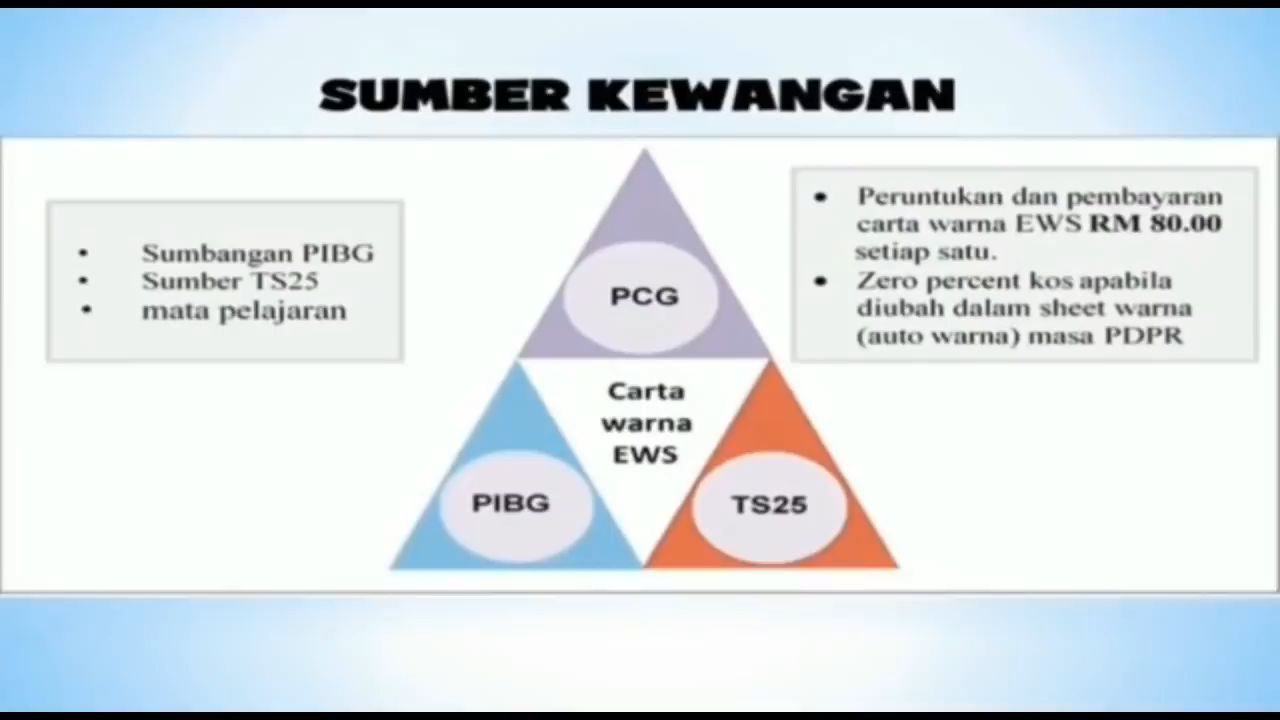 SUMBER KEWANGAN
• Sumbangan PIBG
• Sumber TS25
• mata pelajaran
PCG
Carta
warna
EWS
PIBG
TS25
• Peruntukan dan pembayaran
carta warna EWS RM 80.00
setiap satu.
• Zero percent kos apabila
diubah dalam sheet warna
(auto warna) masa PDPR